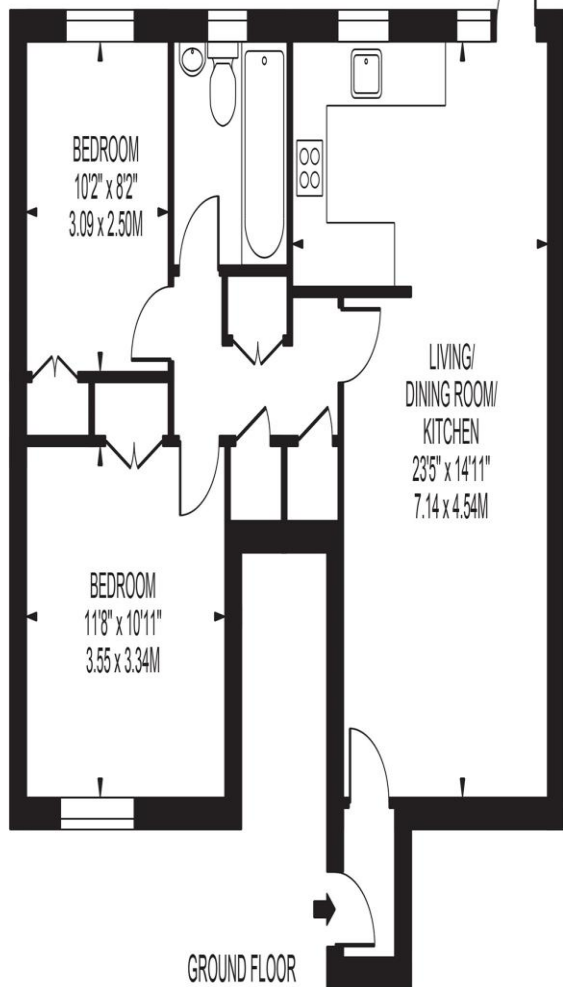 BEDROOM
10'2" x 8'2"
3.09 x 2.50M
LIVING/
DINING ROOM/
KITCHEN
23'5" x 14'11"
7.14 x 4.54M
BEDROOM
11'8" x 10'11"
3.55 x 3.34M
GROUND FLOOR